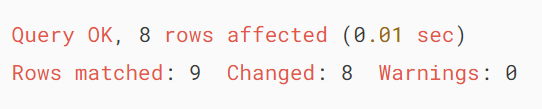 Query OK, 8 rows affected (0.01 sec)
Rows matched: 9  Changed: 8  Warnings: 0